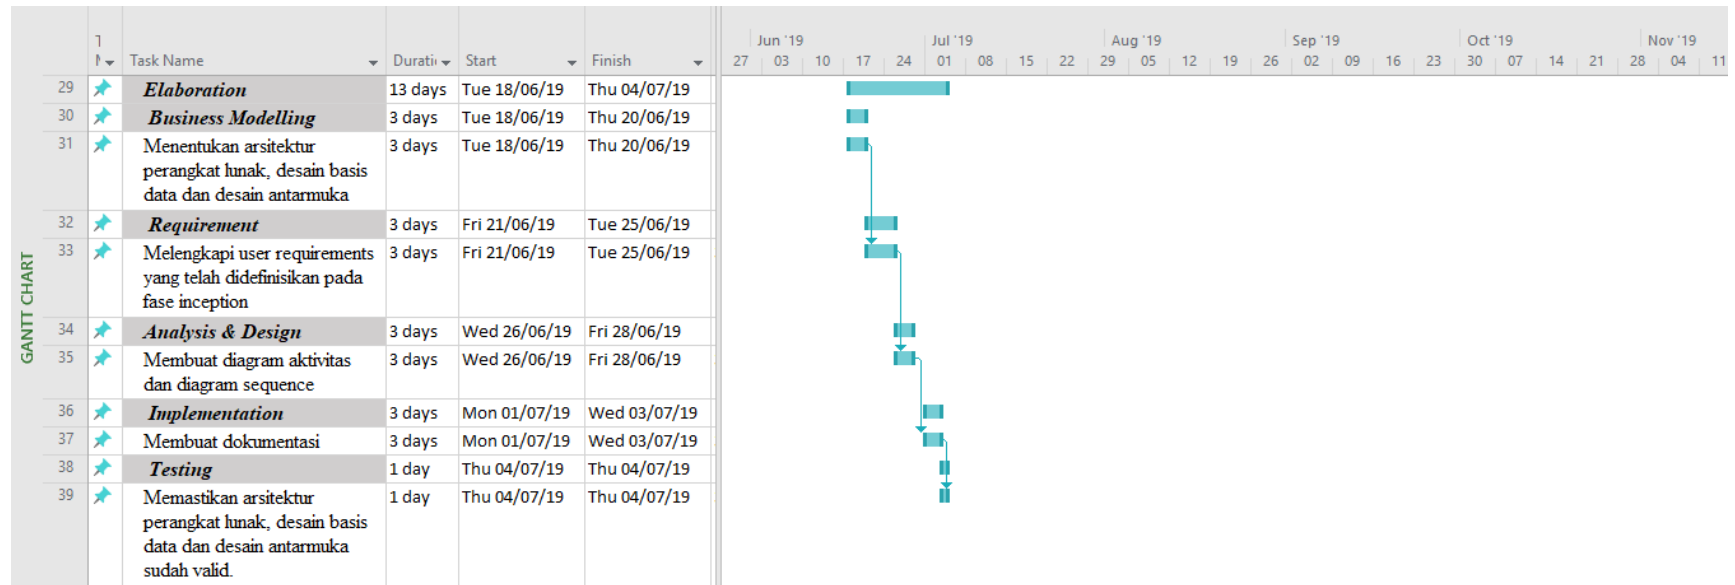 GANTT CHART
Task Name Start Finish
Jun '19 Jul '19 Aug '19 Sep '19 Oct '19 Nov '19
27 03 10 17 24 01 08 15 22 29 05 12 19 26 02 09 16 23 30 07 14 21 28 04 11
29 Elaboration 13 days Tue 18/06/19 Thu 04/07/19
30 Business Modelling 3 days Tue 18/06/19 Thu 20/06/19
31 Menentukan arsitektur 3 days Tue 18/06/19 Thu 20/06/19
perangkat lunak, desain basis
data dan desain antarmuka
32 Requirement 3 days Fri 21/06/19 Tue 25/06/19
33 Melengkapi user requirements 3 days Fri 21/06/19 Tue 25/06/19
yang telah didefinisikan pada
fase inception
34 Analysis & Design 3 days Wed 26/06/19 Fri 28/06/19
35 Membuat diagram aktivitas 3 days Wed 26/06/19 Fri 28/06/19
dan diagram sequence
36 Implementation 3 days Mon 01/07/19 Wed 03/07/19
37 Membuat dokumentasi 3 days Mon 01/07/19 Wed 03/07/19
38 Testing 1 day Thu 04/07/19 Thu 04/07/19
39 Memastikan arsitektur 1 day Thu 04/07/19 Thu 04/07/19
perangkat lunak, desain basis
data dan desain antarmuka
sudah valid.